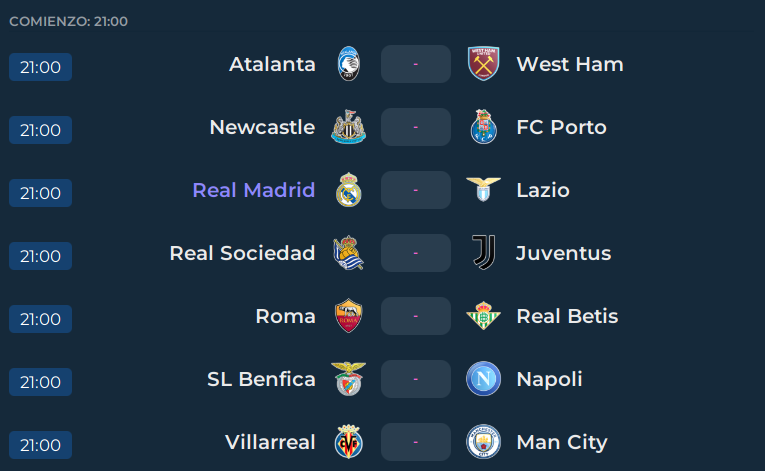 COMIENZO: 21:00
21:00 Atalanta - West Ham
21:00 Newcastle - FC Porto
21:00 Real Madrid - Lazio
21:00 Real Sociedad - Juventus
21:00 Roma - Real Betis
21:00 SL Benfica - Napoli
21:00 Villarreal - Man City